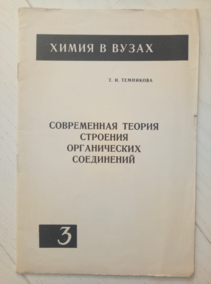 ХИМИЯ В ВУЗАХ
Т. И. ТЕМНИКОВА
СОВРЕМЕННАЯ ТЕОРИЯ
СТРОЕНИЯ
ОРГАНИЧЕСКИХ
СОЕДИНЕНИЙ
3